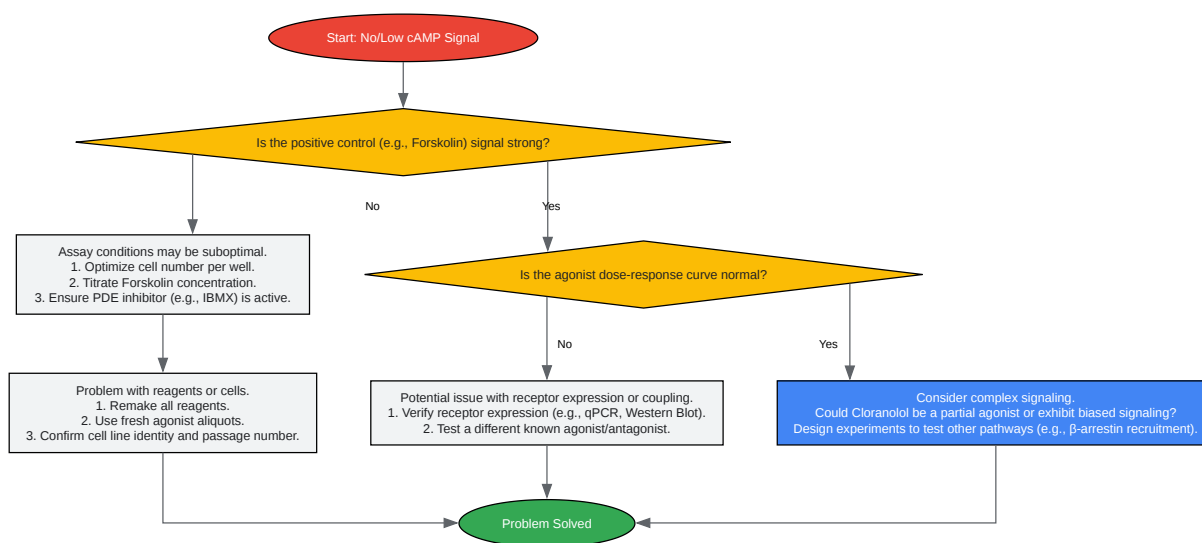 Start: No/Low cAMP Signal
Is the positive control (e.g., Forskolin) signal strong?
No
Yes
Assay conditions may be suboptimal.
1. Optimize cell number per well.
2. Titrate Forskolin concentration.
3. Ensure PDE inhibitor (e.g., IBMX) is active.
Is the agonist dose-response curve normal?
No
Yes
Problem with reagents or cells.
1. Remake all reagents.
2. Use fresh agonist aliquots.
3. Confirm cell line identity and passage number.
Potential issue with receptor expression or coupling.
1. Verify receptor expression (e.g., qPCR, Western Blot).
2. Test a different known agonist/antagonist.
Consider complex signaling.
Could Cloranolol be a partial agonist or exhibit biased signaling?
Design experiments to test other pathways (e.g., β-arrestin recruitment).
Problem Solved